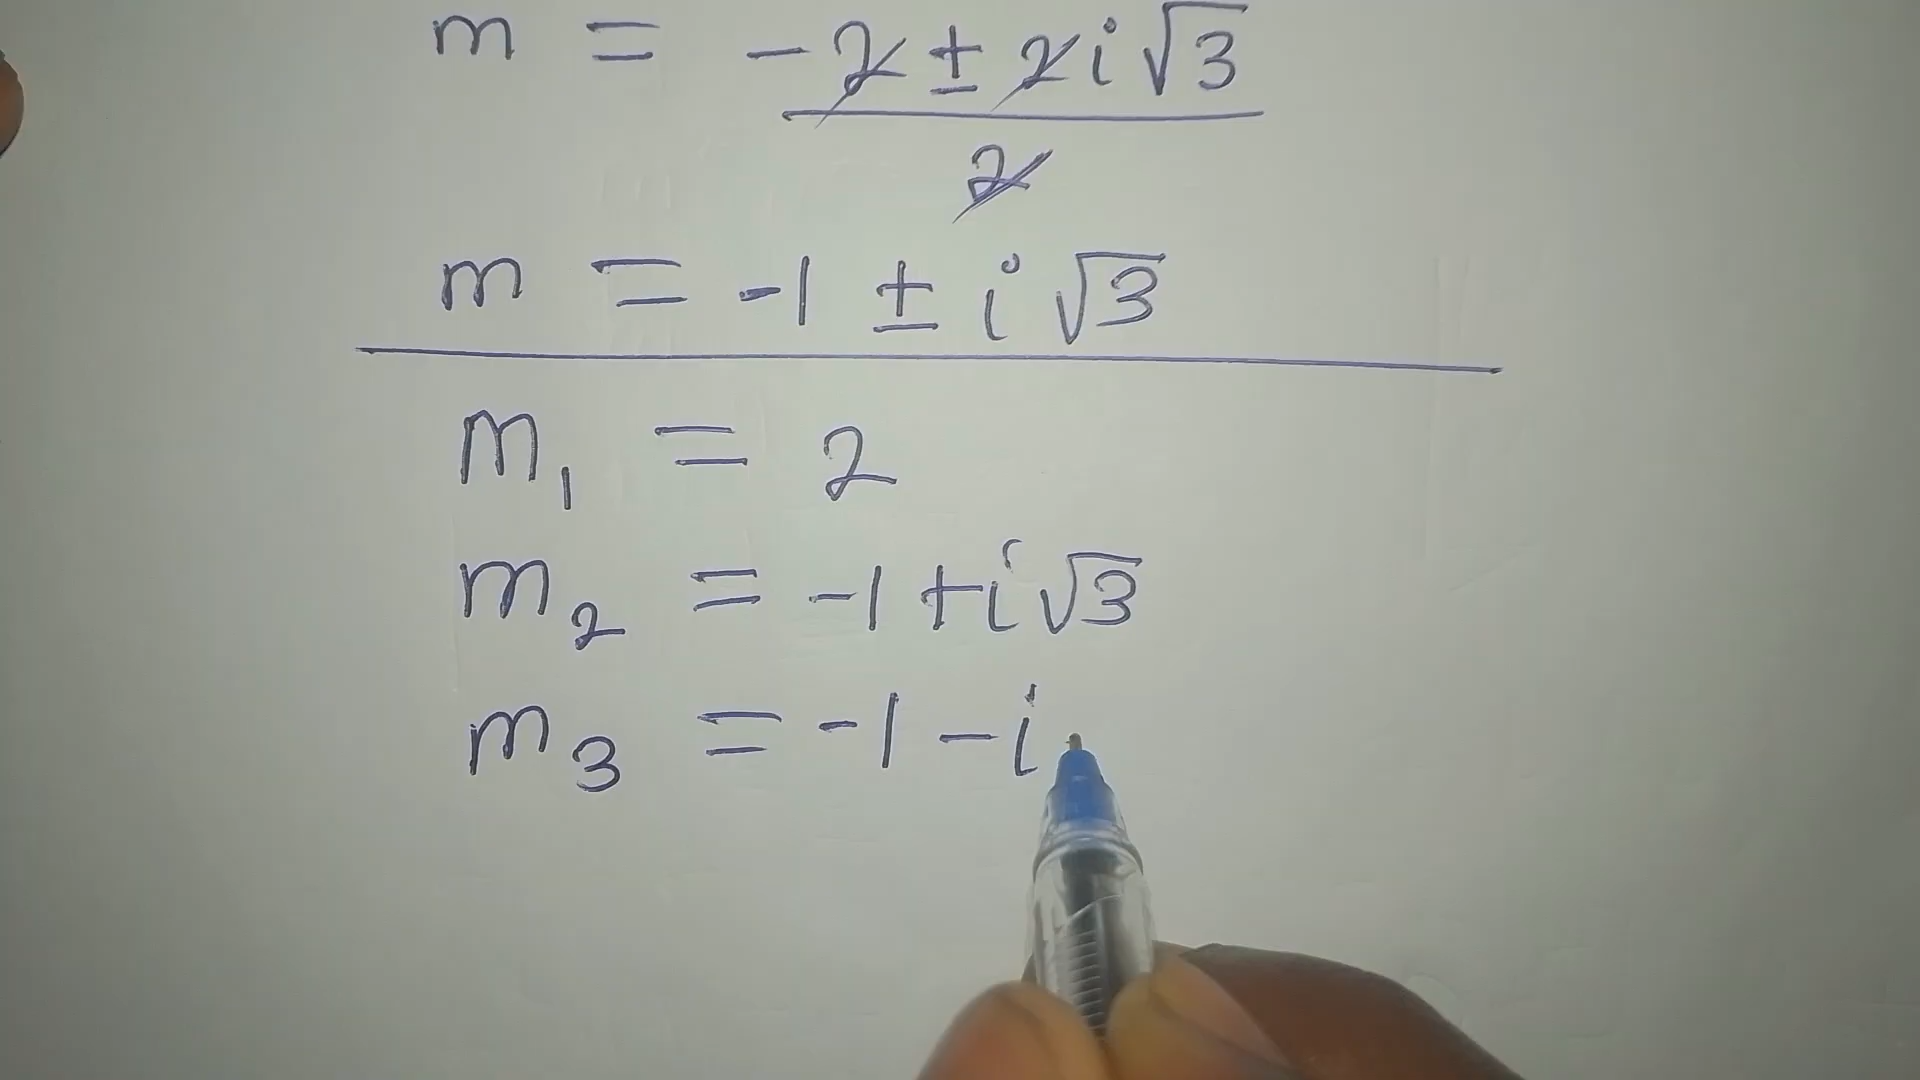 m = -2 ± 2i√3
2
m = -1 ± i√3
m₁ = 2
m₂ = -1 + i√3
m₃ = -1 - i